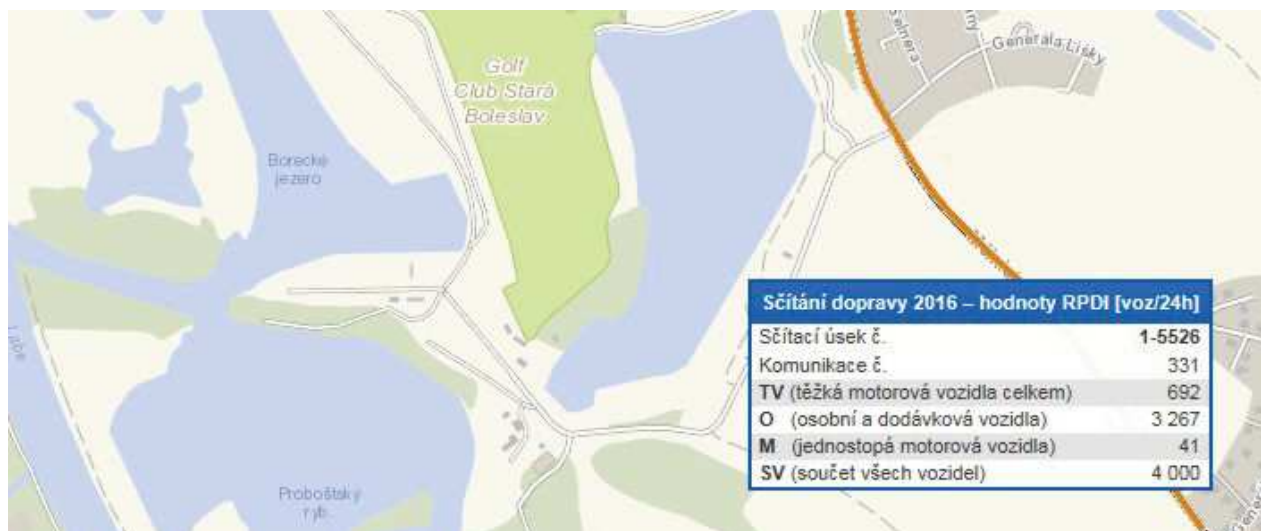 Generála Lišky
Golf
Club Stará
Boleslav
Borecké
jezero
Sčítání dopravy 2016 – hodnoty RPDI [voz/24h]
Sčítací úsek č. 1-5526
Komunikace č. 331
TV (těžká motorová vozidla celkem) 692
O (osobní a dodávková vozidla) 3 267
M (jednostopá motorová vozidla) 41
SV (součet všech vozidel) 4 000
Proboštský
ryb.